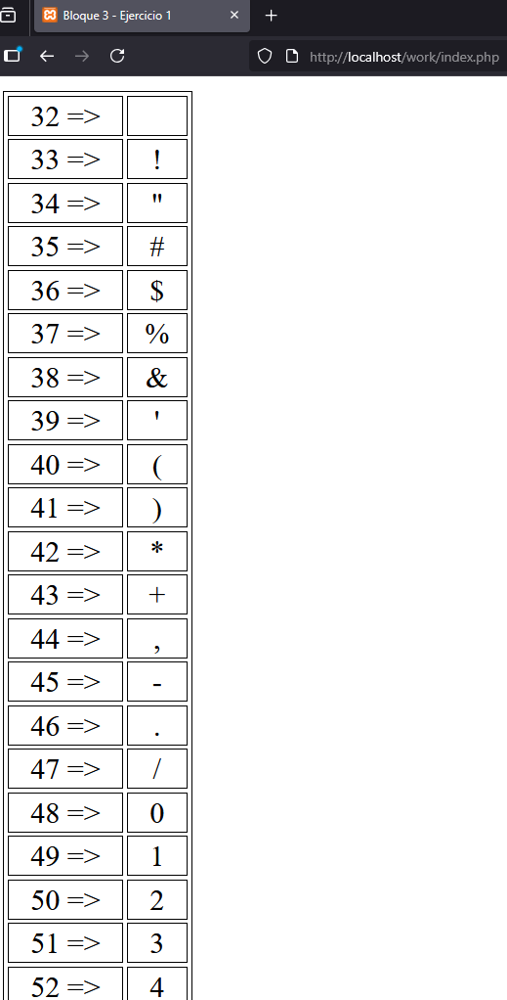 Bloque 3 - Ejercicio 1
http://localhost/work/index.php
32 =>
33 => !
34 => "
35 => #
36 => $
37 => %
38 => &
39 => '
40 => (
41 => )
42 => *
43 => +
44 => ,
45 => -
46 => .
47 => /
48 => 0
49 => 1
50 => 2
51 => 3
52 => 4